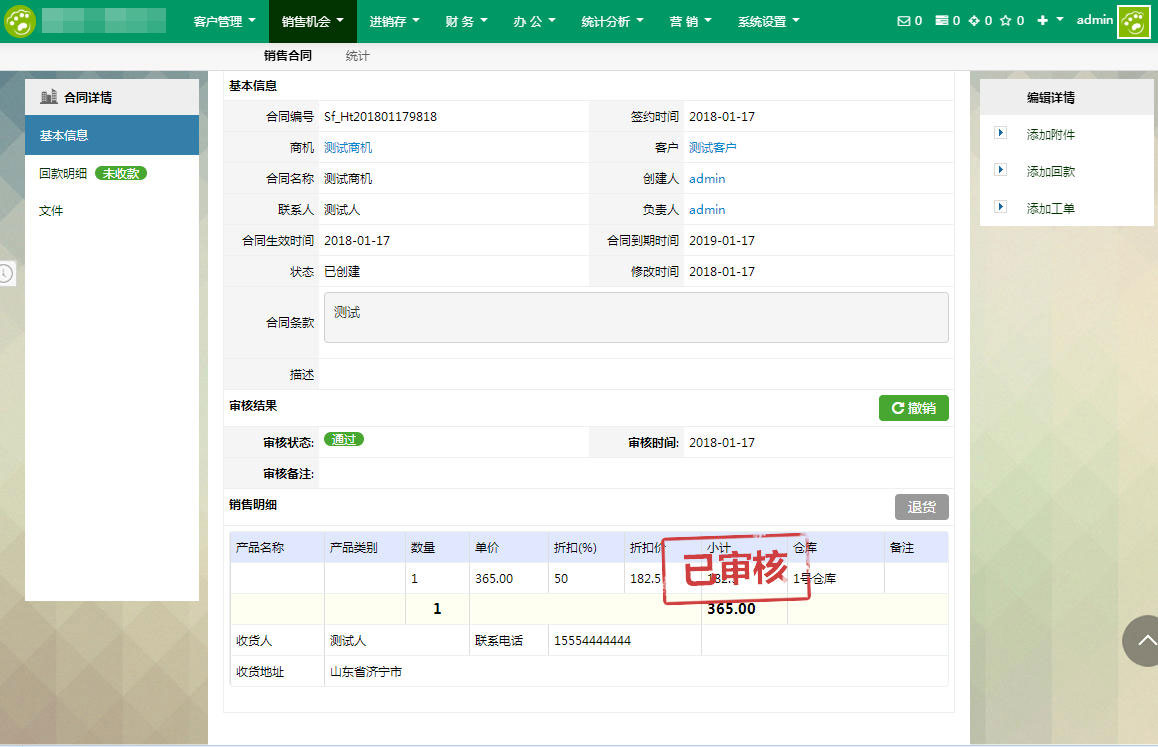 客户管理 销售机会 进销存 财 务 办 公 统计分析 营 销 系统设置 0 0 0 0 admin
销售合同 统计
合同详情
基本信息
回款明细 未收款
文件
基本信息
合同编号 Sf_Ht201801179818 签约时间 2018-01-17
商机 测试商机 客户 测试客户
合同名称 测试商机 创建人 admin
联系人 测试人 负责人 admin
合同生效时间 2018-01-17 合同到期时间 2019-01-17
状态 已创建 修改时间 2018-01-17
合同条款 测试
描述
审核结果 撤销
审核状态: 通过 审核时间: 2018-01-17
审核备注:
销售明细 退货
产品名称 产品类别 数量 单价 折扣(%) 折扣价 小计 仓库 备注
已审核
1 365.00 50 182.5 182.5 1号仓库
1 365.00
收货人 测试人 联系电话 15554444444
收货地址 山东省济宁市
编辑详情
添加附件
添加回款
添加工单